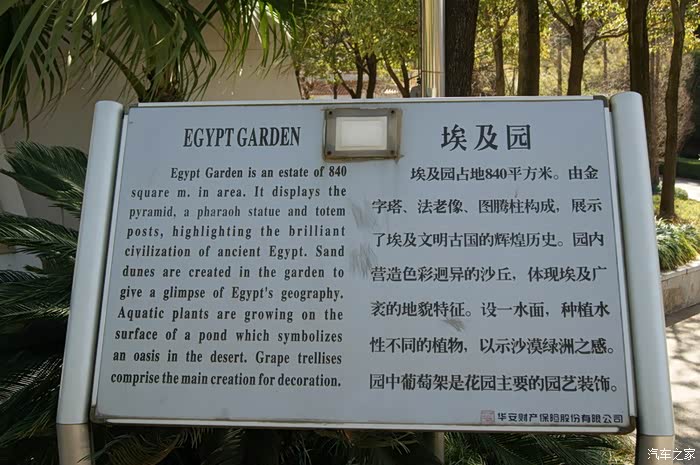 EGYPT GARDEN
Egypt Garden is an estate of 840
square m. in area. It displays the
pyramid, a pharaoh statue and totem
posts, highlighting the brilliant
civilization of ancient Egypt. Sand
dunes are created in the garden to
give a glimpse of Egypt's geography.
Aquatic plants are growing on the
surface of a pond which symbolizes
an oasis in the desert. Grape trellises
comprise the main creation for decoration.
埃及园
埃及园占地840平方米。由金
字塔、法老像、图腾柱构成，展示
了埃及文明古国的辉煌历史。园内
营造色彩迥异的沙丘，体现埃及广
袤的地貌特征。设一水面，种植水
性不同的植物，以示沙漠绿洲之感。
园中葡萄架是花园主要的园艺装饰。
华安财产保险股份有限公司
汽车之家